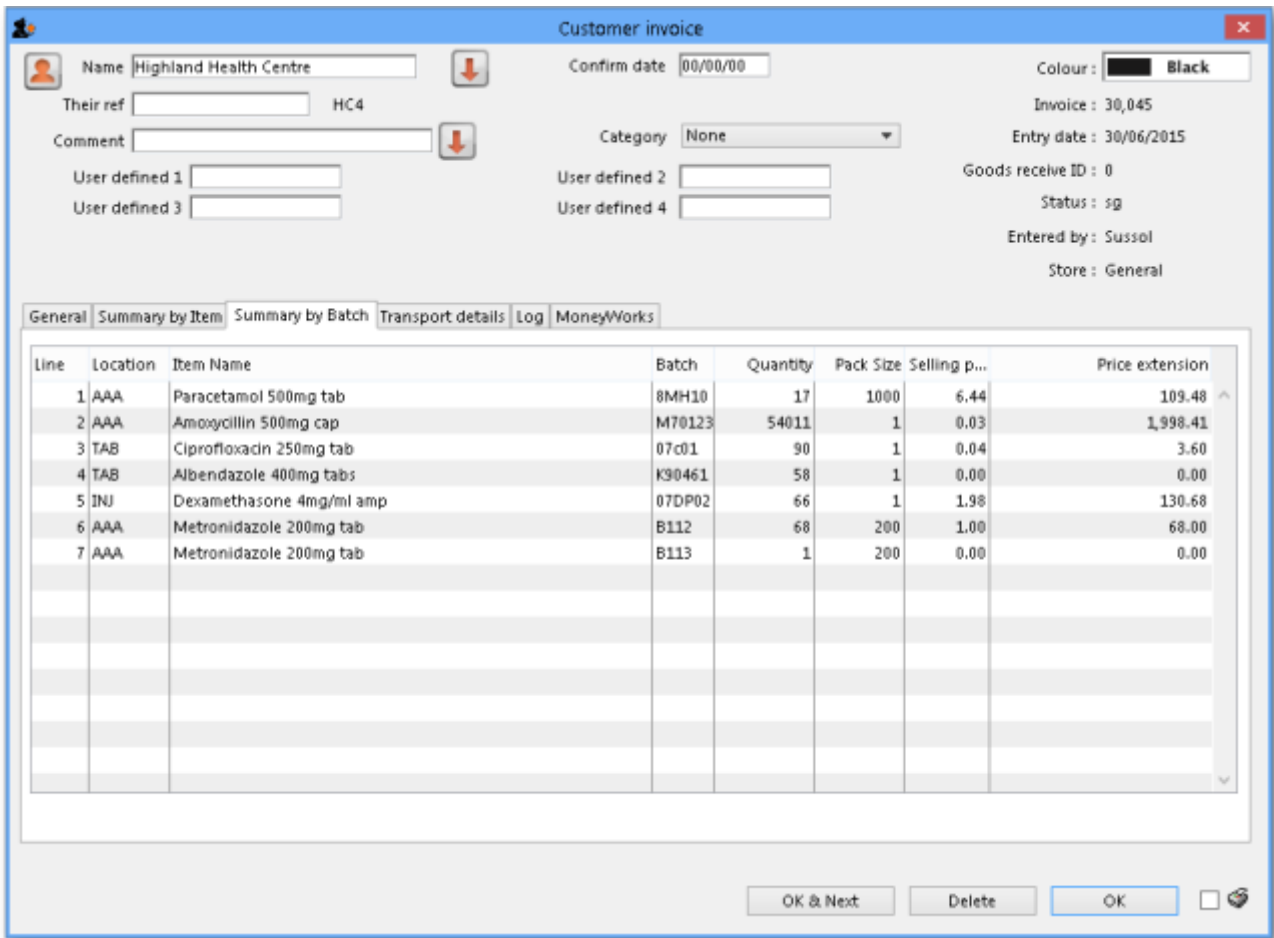 Customer invoice
Name Highland Health Centre Confirm date 00/00/00 Colour : Black
Their ref HC4 Invoice : 30,045
Comment Category None Entry date : 30/06/2015
User defined 1 User defined 2 Goods receive ID : 0
User defined 3 User defined 4 Status : sg
Entered by : Sussol
Store : General
General Summary by Item Summary by Batch Transport details Log MoneyWorks
Line Location Item Name Batch Quantity Pack Size Selling p... Price extension
1 AAA Paracetamol 500mg tab 8MH10 17 1000 6.44 109.48
2 AAA Amoxycillin 500mg cap M70123 54011 1 0.03 1,998.41
3 TAB Ciprofloxacin 250mg tab 07c01 90 1 0.04 3.60
4 TAB Albendazole 400mg tabs K90461 58 1 0.00 0.00
5 INJ Dexamethasone 4mg/ml amp 07DP02 66 1 1.98 130.68
6 AAA Metronidazole 200mg tab B112 68 200 1.00 68.00
7 AAA Metronidazole 200mg tab B113 1 200 0.00 0.00
OK & Next Delete OK